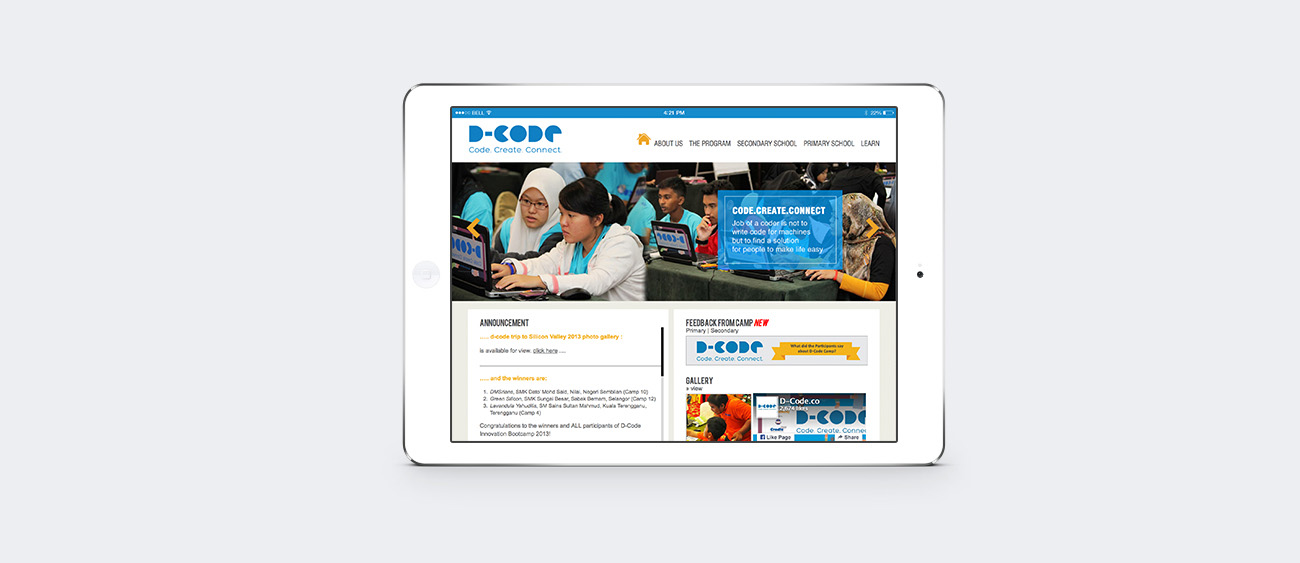 BELL
4:21 PM
22%
D-CODE
Code. Create. Connect.
ABOUT US THE PROGRAM SECONDARY SCHOOL PRIMARY SCHOOL LEARN
D-CODE
CODE.CREATE.CONNECT
Job of a coder is not to
write code for machines
but to find a solution
for people to make life easy
ANNOUNCEMENT
..... d-code trip to Silicon Valley 2013 photo gallery :
is available for view. click here ....
..... and the winners are:
1. SMK Dato' Mohd Said, Nilai, Negeri Sembilan (Camp 10)
2. Green Silicon, SMK Sungai Besar, Sabak Bernam, Selangor (Camp 12)
3. Lavendula Yahudila, SM Sains Sultan Mahmud, Kuala Terengganu,
Terengganu (Camp 4)
Congratulations to the winners and ALL participants of D-Code
Innovation Bootcamp 2013!
FEEDBACK FROM CAMP NEW
Primary | Secondary
D-CODE
Code. Create. Connect.
What did the Participants say
about D-Code Camp?
GALLERY
» view
D-CODE
D-Code.co
2,674 likes
D-CODE
Code. Create. Connect
Like Page
Share